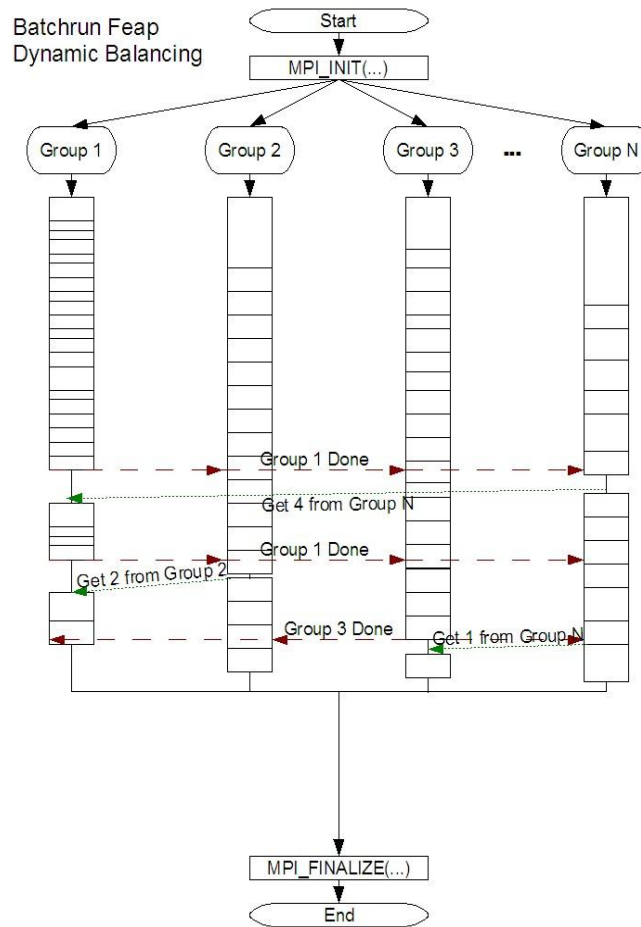 Batchrun Feap
Dynamic Balancing
Start
MPI_INIT(...)
Group 1
Group 2
Group 3
...
Group N
Group 1 Done
Get 4 from Group N
Group 1 Done
Get 2 from Group 2
Group 3 Done
Get 1 from Group N
MPI_FINALIZE(...)
End